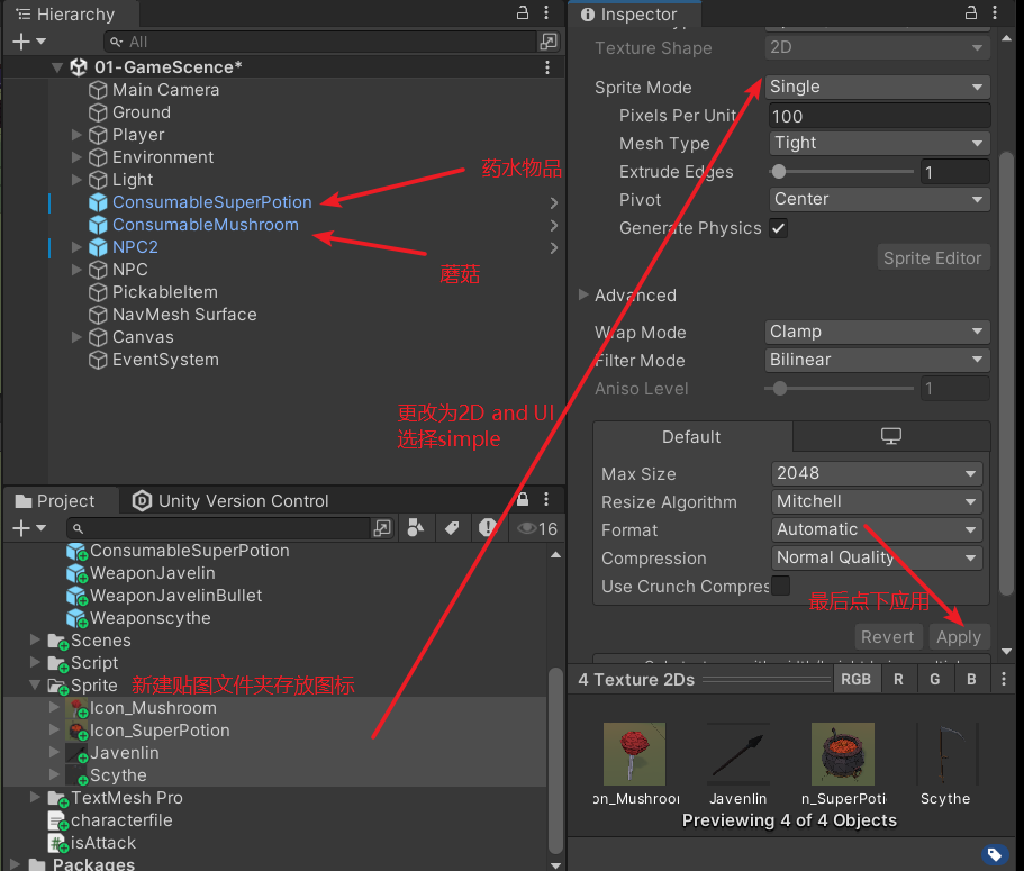 Hierarchy
All
01-GameScence*
Main Camera
Ground
Player
Environment
Light
ConsumableSuperPotion
药水物品
ConsumableMushroom
NPC2
蘑菇
NPC
PickableItem
NavMesh Surface
Canvas
EventSystem
更改为2D and UI
选择simple
Project
Unity Version Control
16
ConsumableSuperPotion
WeaponJavelin
WeaponJavelinBullet
Weaponscythe
Scenes
Script
Sprite
新建贴图文件夹存放图标
Icon_Mushroom
Icon_SuperPotion
Javenlin
Scythe
TextMesh Pro
characterfile
isAttack
Packages
Inspector
Texture Shape
2D
Sprite Mode
Single
Pixels Per Unit
100
Mesh Type
Tight
Extrude Edges
1
Pivot
Center
Generate Physics
Sprite Editor
Advanced
Wrap Mode
Clamp
Filter Mode
Bilinear
Aniso Level
1
Default
Max Size
2048
Resize Algorithm
Mitchell
Format
Automatic
Compression
Normal Quality
Use Crunch Compres
最后点下应用
Revert
Apply
4 Texture 2Ds
RGB
R
G
B
on_Mushroor
Javenlin
n_SuperPoti
Scythe
Previewing 4 of 4 Objects